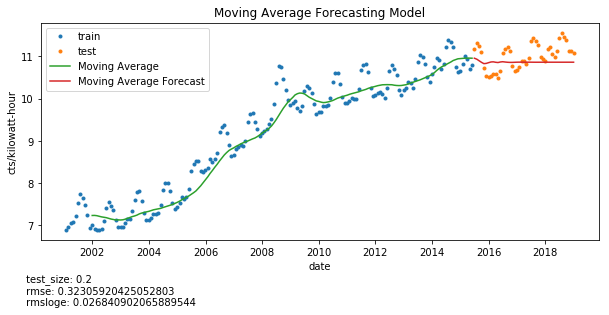 Moving Average Forecasting Model
train
test
Moving Average
Moving Average Forecast
cts/kilowatt-hour
11
10
9
8
7
2002 2004 2006 2008 2010 2012 2014 2016 2018
date
test_size: 0.2
rmse: 0.32305920425052803
rmsloge: 0.026840902065889544